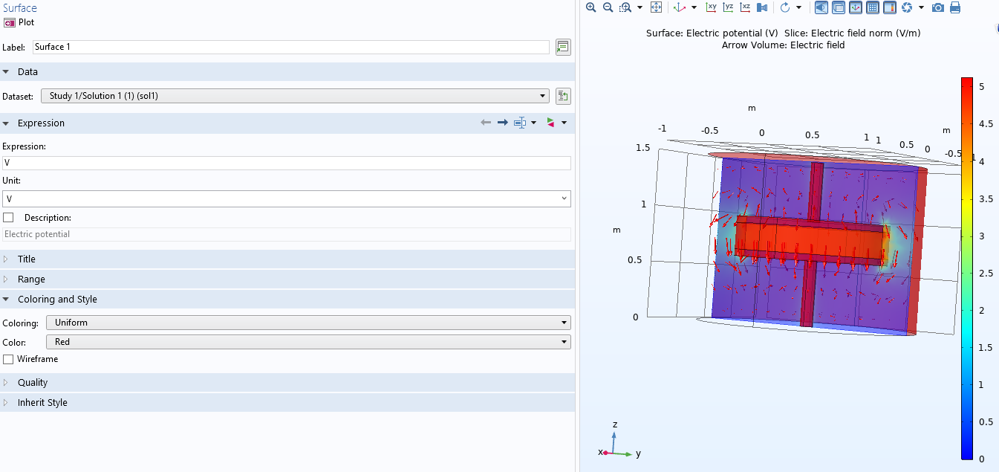 Surface
Plot
Label: Surface 1
Data
Dataset: Study 1/Solution 1 (1) (sol1)
Expression
Expression:
V
Unit:
V
Description:
Electric potential
Title
Range
Coloring and Style
Coloring: Uniform
Color: Red
Wireframe
Quality
Inherit Style
xy yz xz
Surface: Electric potential (V) Slice: Electric field norm (V/m)
Arrow Volume: Electric field
m
-1 -0.5 0 0.5 1 1 0.5 0 -0.5 1
m
1.5
1
m
0.5
0
5
4.5
4
3.5
3
2.5
2
1.5
1
0.5
0
z
x y